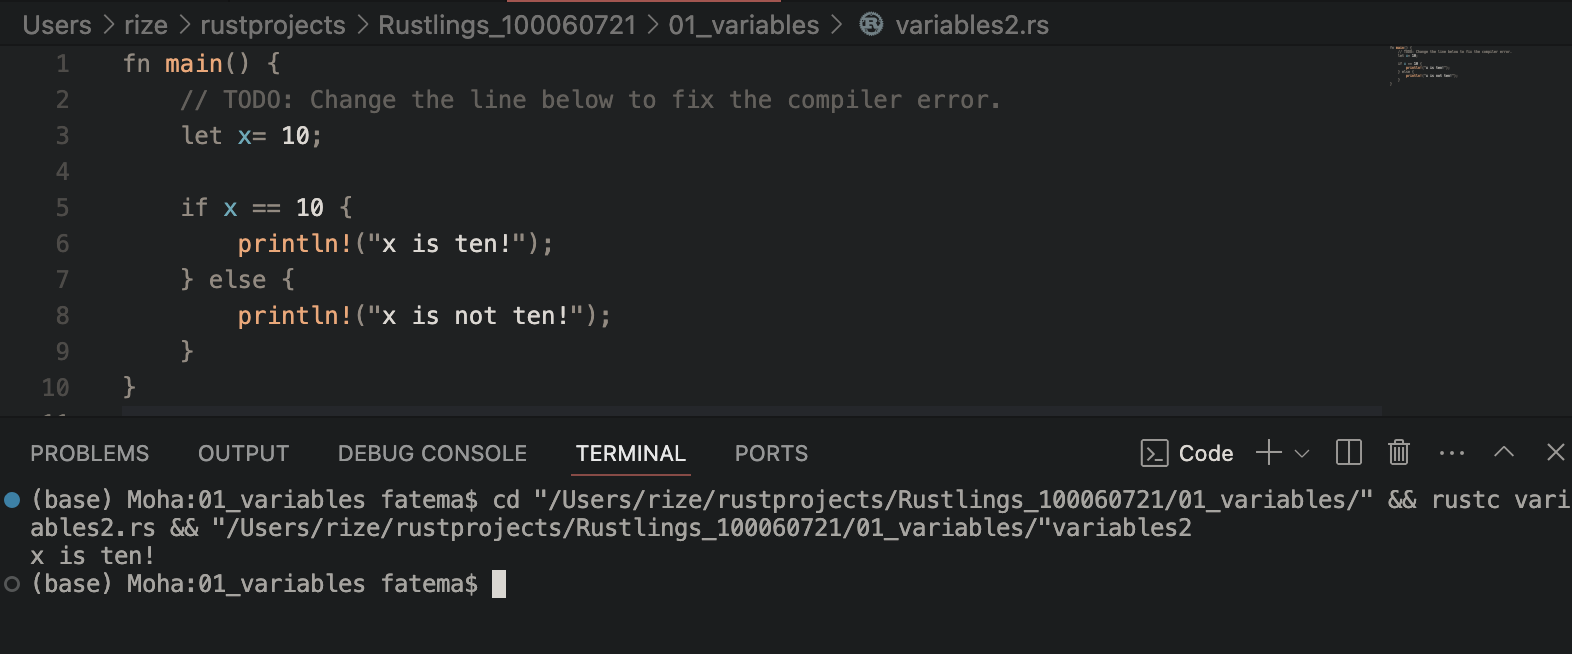 Users > rize > rustprojects > Rustlings_100060721 > 01_variables > variables2.rs
1 fn main() {
2     // TODO: Change the line below to fix the compiler error.
3     let x= 10;
4
5     if x == 10 {
6         println!("x is ten!");
7     } else {
8         println!("x is not ten!");
9     }
10 }
PROBLEMS OUTPUT DEBUG CONSOLE TERMINAL PORTS Code
(base) Moha:01_variables fatema$ cd "/Users/rize/rustprojects/Rustlings_100060721/01_variables/" && rustc vari
ables2.rs && "/Users/rize/rustprojects/Rustlings_100060721/01_variables/"variables2
x is ten!
(base) Moha:01_variables fatema$